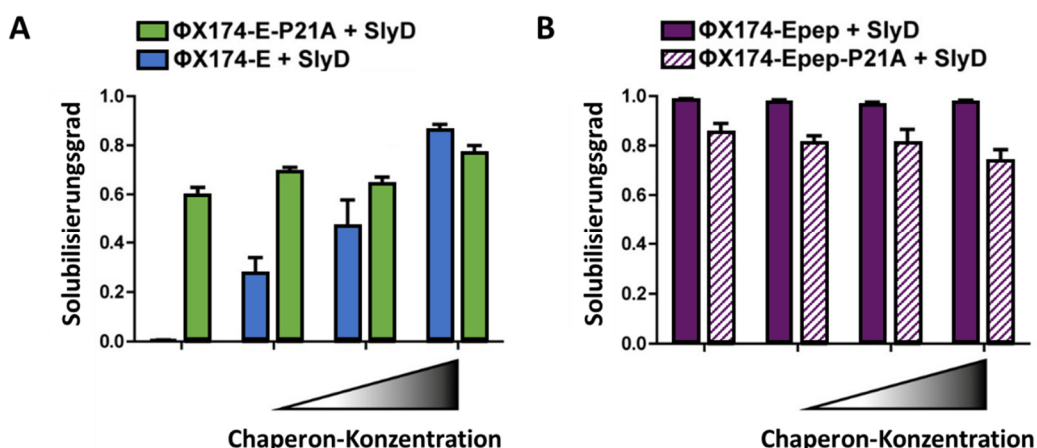 A
ΦX174-E-P21A + SlyD
ΦX174-E + SlyD
Solubilisierungsgrad
1.0
0.8
0.6
0.4
0.2
0.0
Chaperon-Konzentration
B
ΦX174-Epep + SlyD
ΦX174-Epep-P21A + SlyD
Solubilisierungsgrad
1.0
0.8
0.6
0.4
0.2
0.0
Chaperon-Konzentration